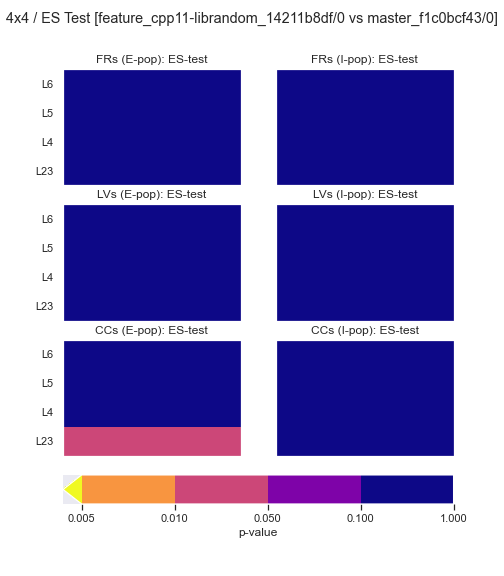 4x4 / ES Test [feature_cpp11-librandom_14211b8df/0 vs master_f1c0bcf43/0]
FRs (E-pop): ES-test
FRs (I-pop): ES-test
L6
L5
L4
L23
LVs (E-pop): ES-test
LVs (I-pop): ES-test
L6
L5
L4
L23
CCs (E-pop): ES-test
CCs (I-pop): ES-test
L6
L5
L4
L23
0.005
0.010
0.050
0.100
1.000
p-value